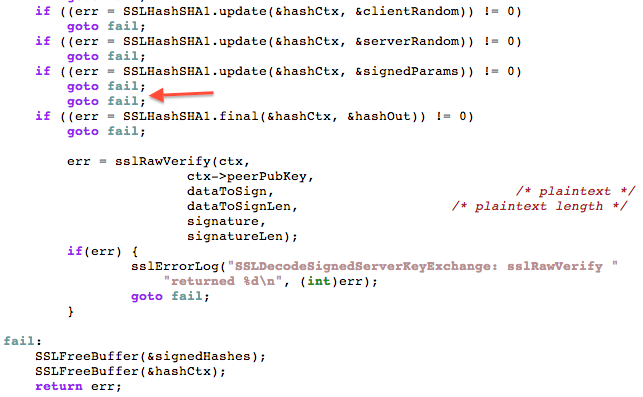 if ((err = SSLHashSHA1.update(&hashCtx, &clientRandom)) != 0)
goto fail;
if ((err = SSLHashSHA1.update(&hashCtx, &serverRandom)) != 0)
goto fail;
if ((err = SSLHashSHA1.update(&hashCtx, &signedParams)) != 0)
goto fail;
goto fail;
if ((err = SSLHashSHA1.final(&hashCtx, &hashOut)) != 0)
goto fail;
err = sslRawVerify(ctx,
ctx->peerPubKey,
dataToSign, /* plaintext */
dataToSignLen, /* plaintext length */
signature,
signatureLen);
if(err) {
sslErrorLog("SSLDecodeSignedServerKeyExchange: sslRawVerify "
"returned %d\n", (int)err);
goto fail;
}
fail:
SSLFreeBuffer(&signedHashes);
SSLFreeBuffer(&hashCtx);
return err;